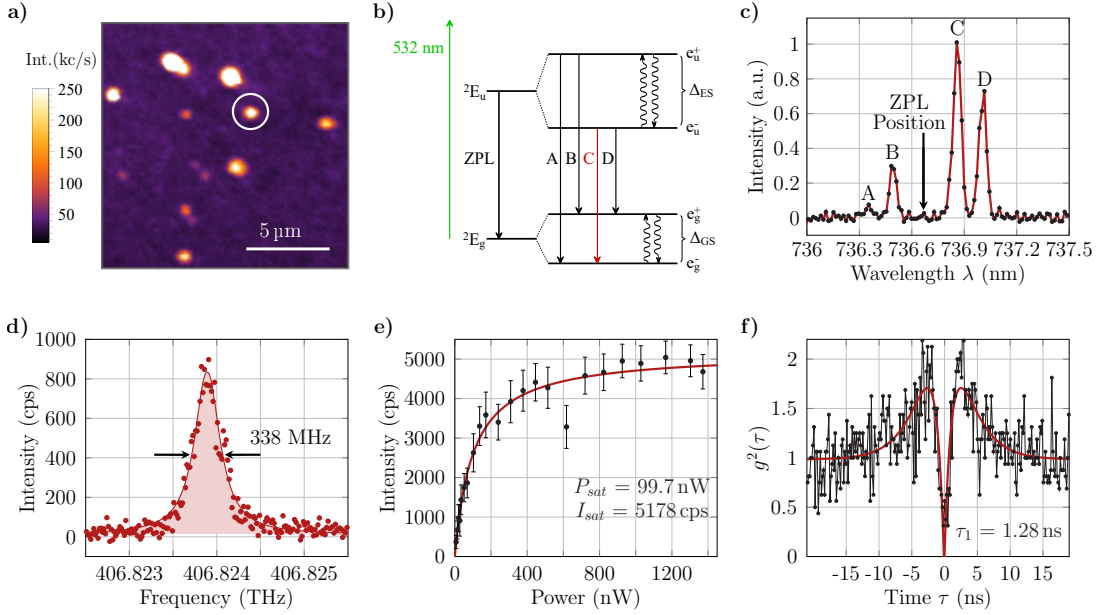 a)
Int.(kc/s)
250
200
150
100
50
5 µm
b)
532 nm
²Eᵤ
ZPL
²E_g
A
B
C
D
eᵤ⁺
Δ_ES
eᵤ⁻
e_g⁺
Δ_GS
e_g⁻
c)
Intensity (a.u.)
1
0.8
0.6
0.4
0.2
0
A
B
ZPL
Position
C
D
736
736.3
736.6
736.9
737.2
737.5
Wavelength λ (nm)
d)
Intensity (cps)
1000
800
600
400
200
0
338 MHz
406.823
406.824
406.825
Frequency (THz)
e)
Intensity (cps)
5000
4000
3000
2000
1000
0
P_sat = 99.7 nW
I_sat = 5178 cps
0
400
800
1200
Power (nW)
f)
g²(τ)
2
1.5
1
0.5
0
τ₁ = 1.28 ns
-15
-10
-5
0
5
10
15
Time τ (ns)